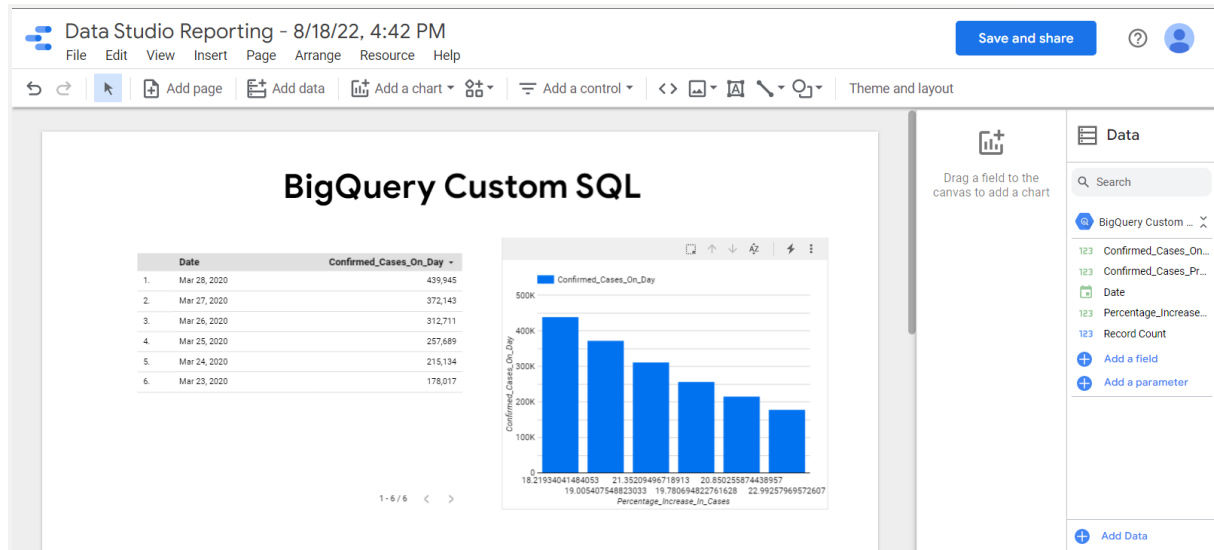 Data Studio Reporting - 8/18/22, 4:42 PM
File Edit View Insert Page Arrange Resource Help
Save and share
Add page Add data Add a chart Add a control Theme and layout
BigQuery Custom SQL
Date Confirmed_Cases_On_Day
1. Mar 28, 2020 439,945
2. Mar 27, 2020 372,143
3. Mar 26, 2020 312,711
4. Mar 25, 2020 257,689
5. Mar 24, 2020 215,134
6. Mar 23, 2020 178,017
1 - 6 / 6
Confirmed_Cases_On_Day
500K
400K
300K
200K
100K
0
Confirmed_Cases_On_Day
18.21934041484053 21.35209496718913 20.850255874438957
19.005407548823033 19.780694822761628 22.99257969572607
Percentage_Increase_In_Cases
Drag a field to the
canvas to add a chart
Data
Search
BigQuery Custom ...
123 Confirmed_Cases_On...
123 Confirmed_Cases_Pr...
Date
123 Percentage_Increase...
123 Record Count
Add a field
Add a parameter
Add Data